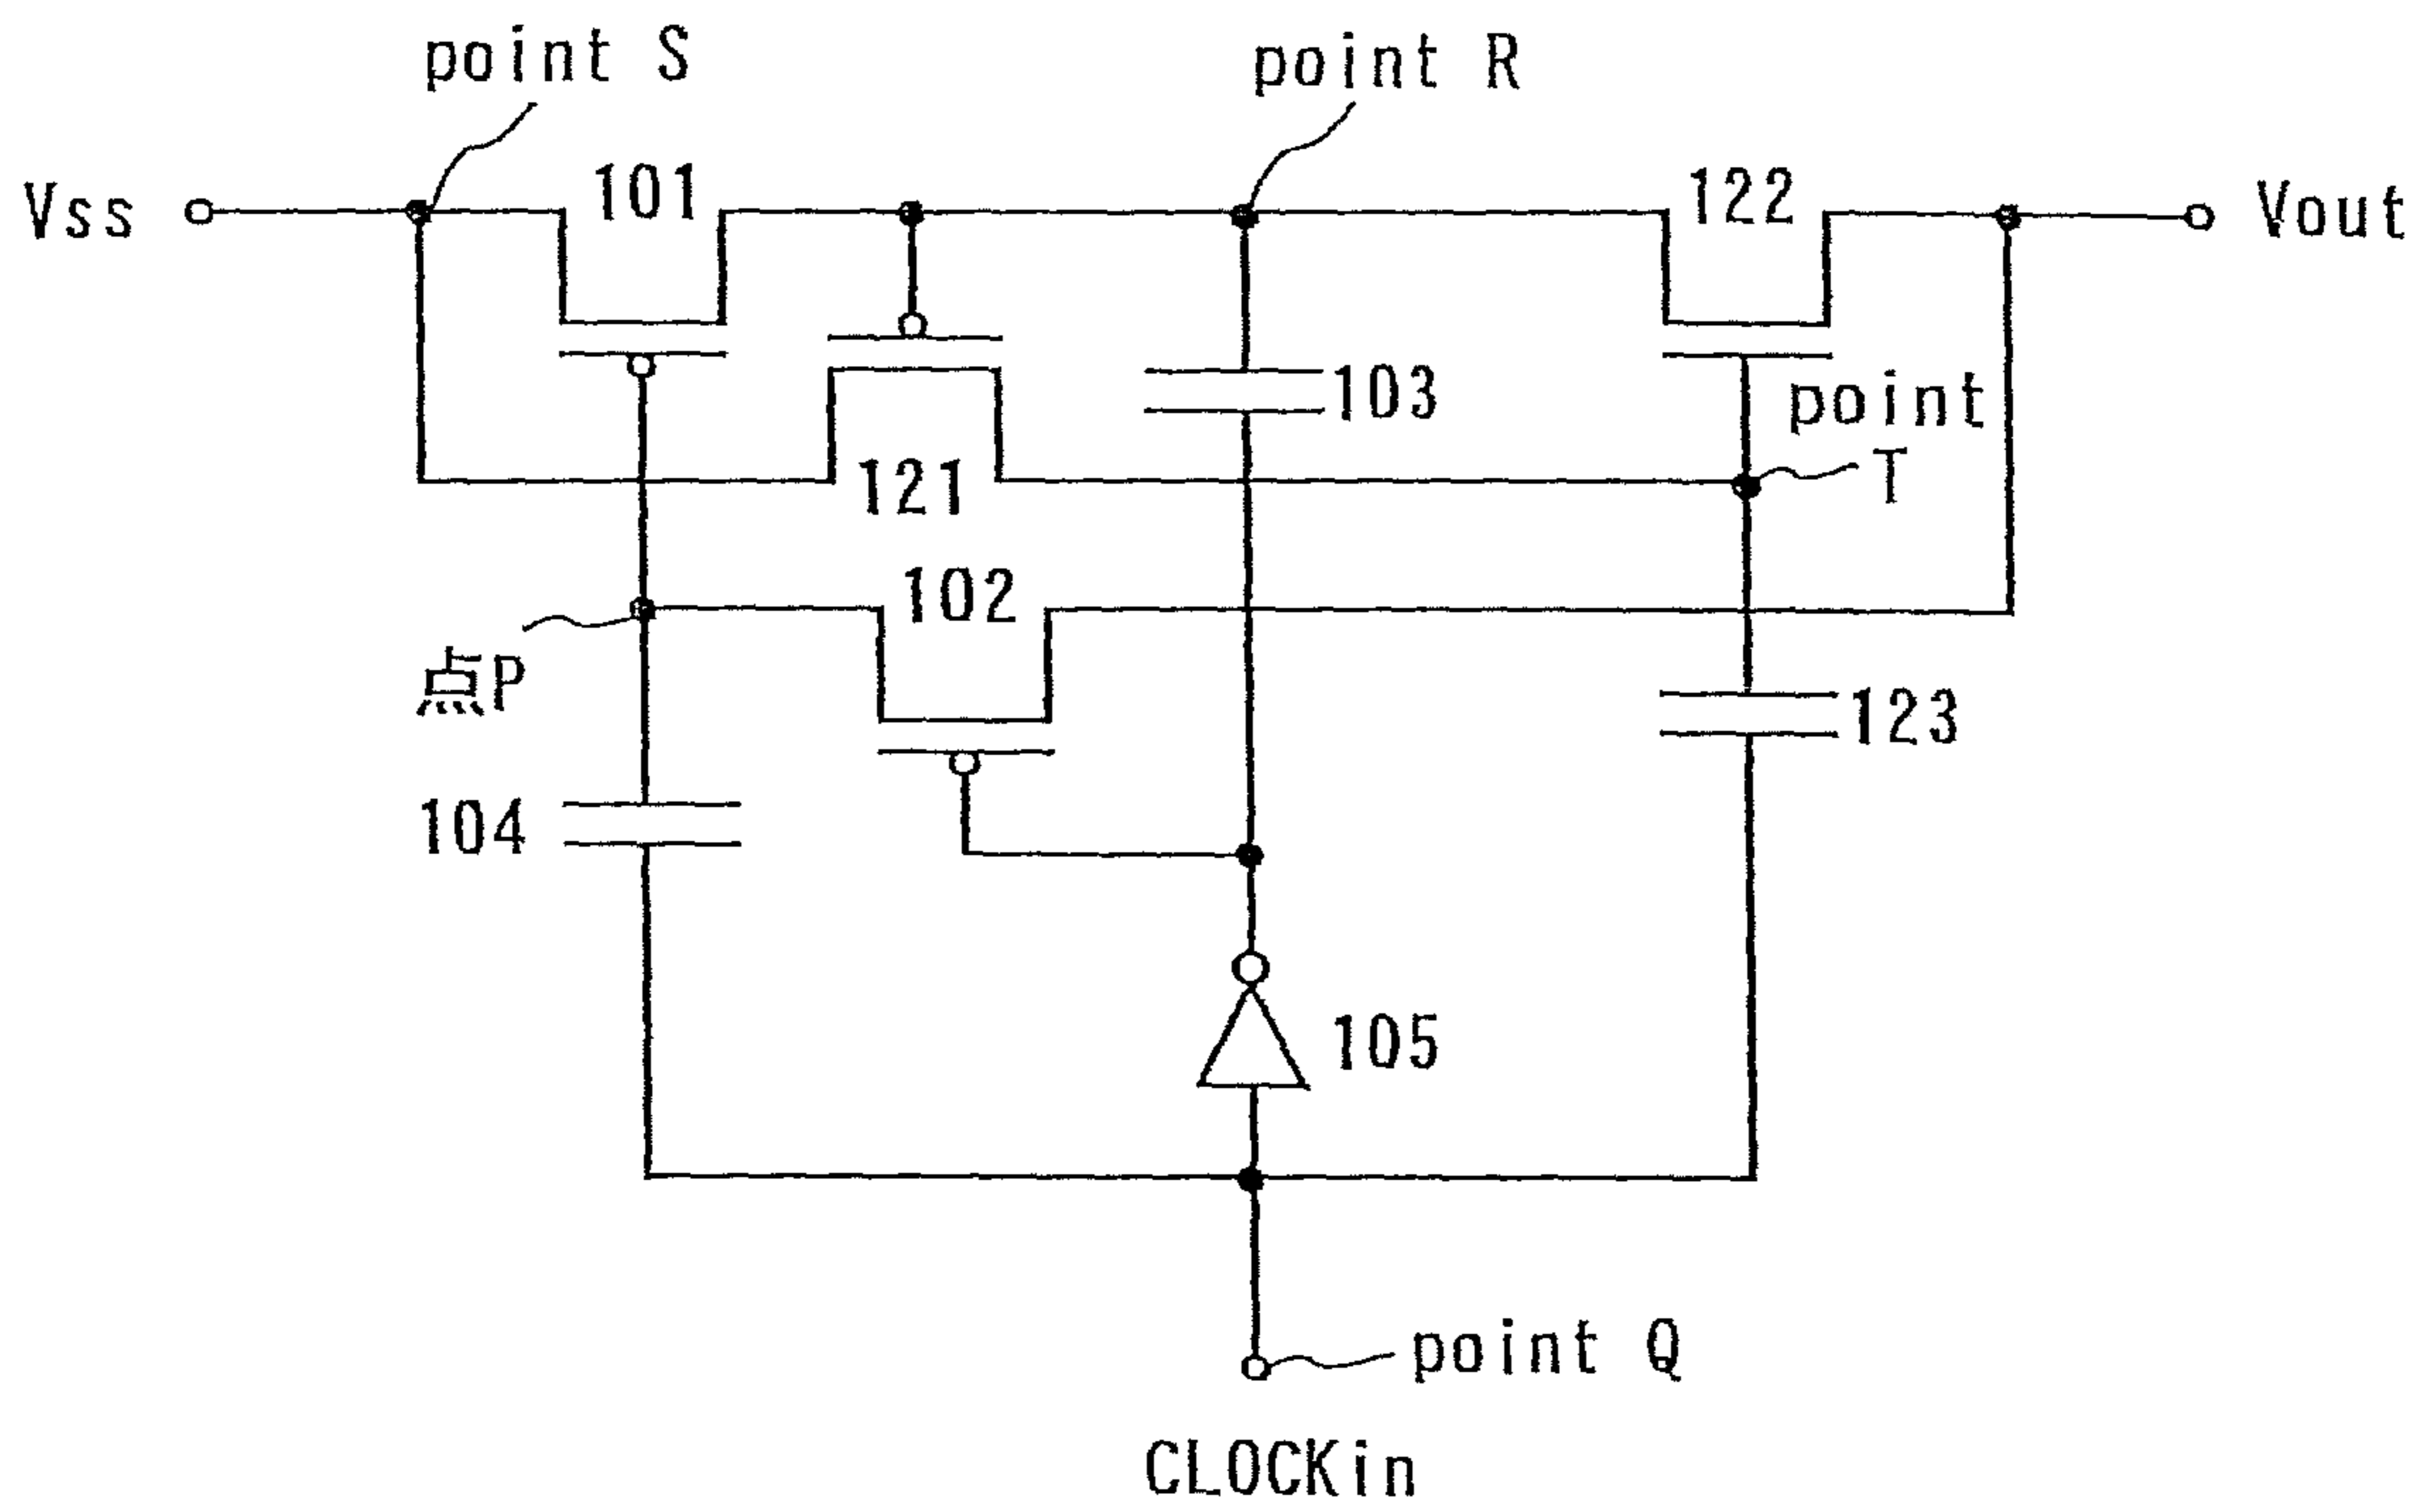 point S
point R
Vss
101
122
Vout
103
point
T
121
102
点P
123
104
105
point Q
CLOCKin